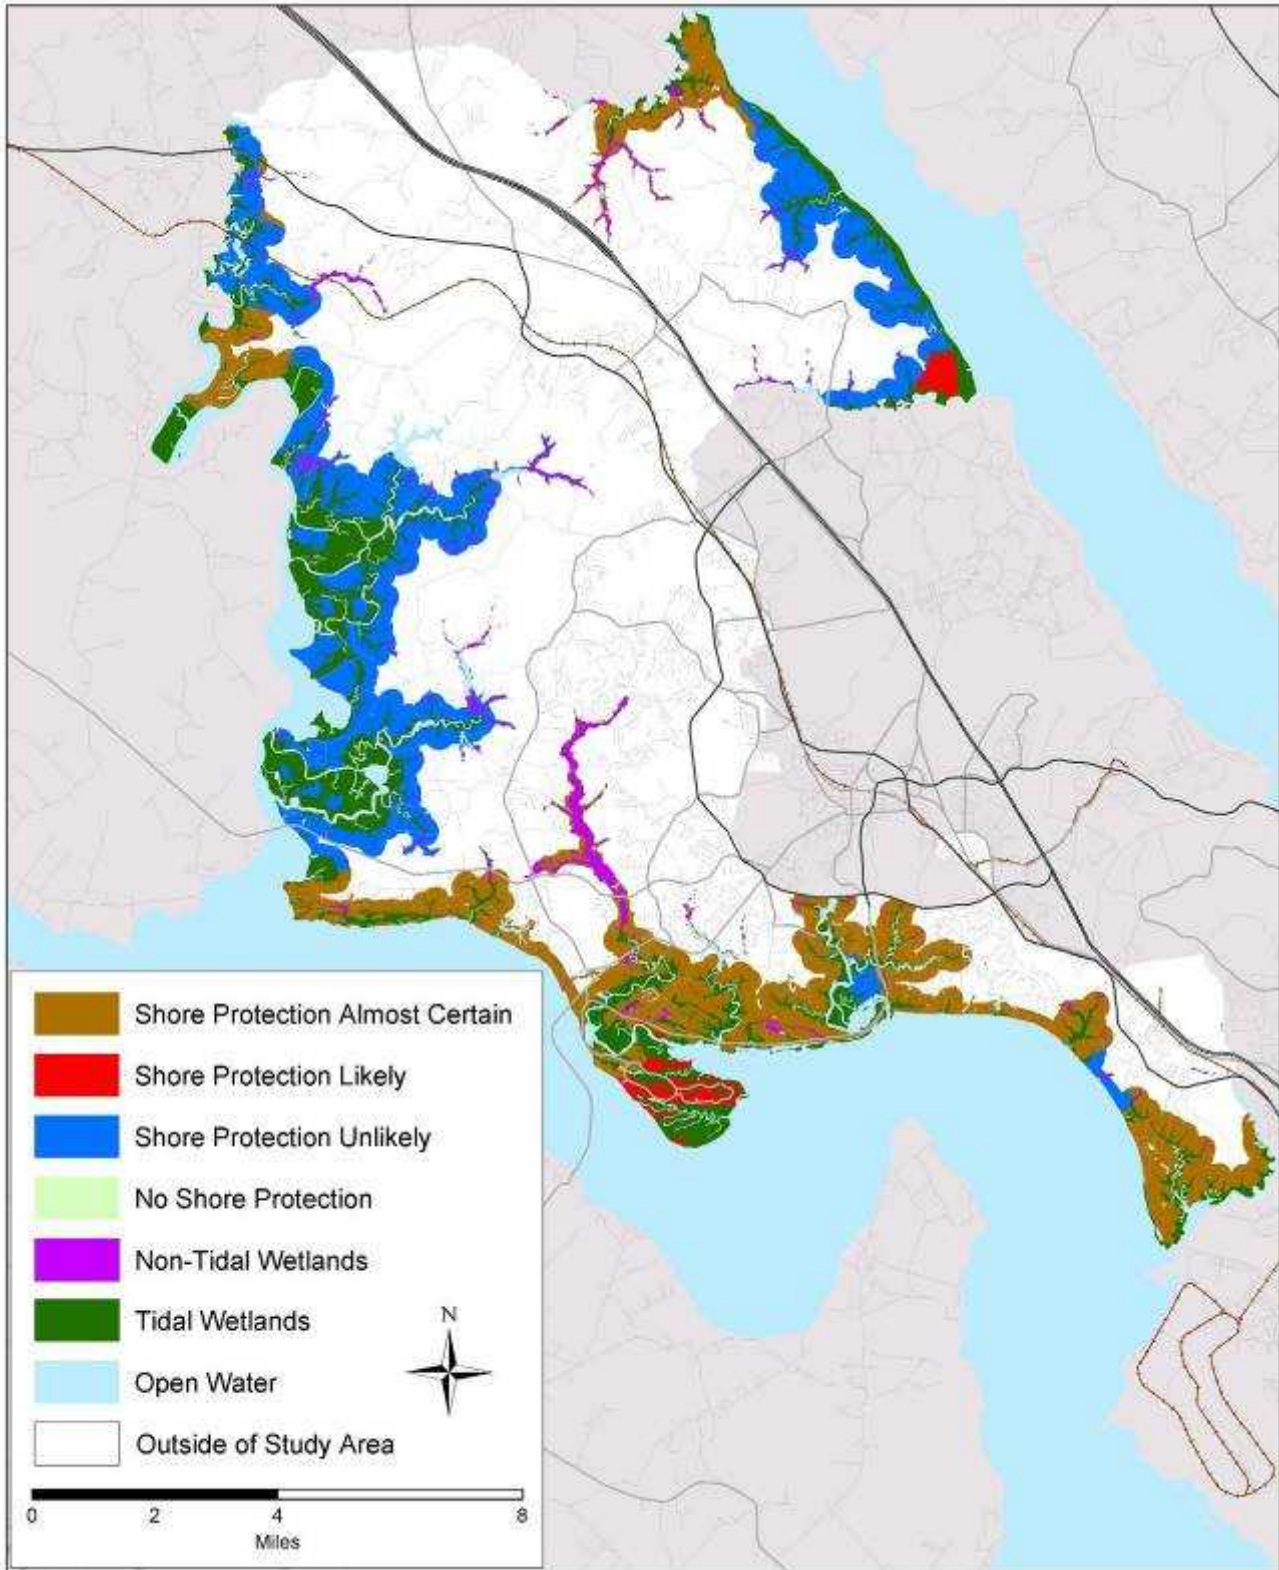 Shore Protection Almost Certain
Shore Protection Likely
Shore Protection Unlikely
No Shore Protection
Non-Tidal Wetlands
Tidal Wetlands
N
Open Water
Outside of Study Area
0 2 4 8
Miles